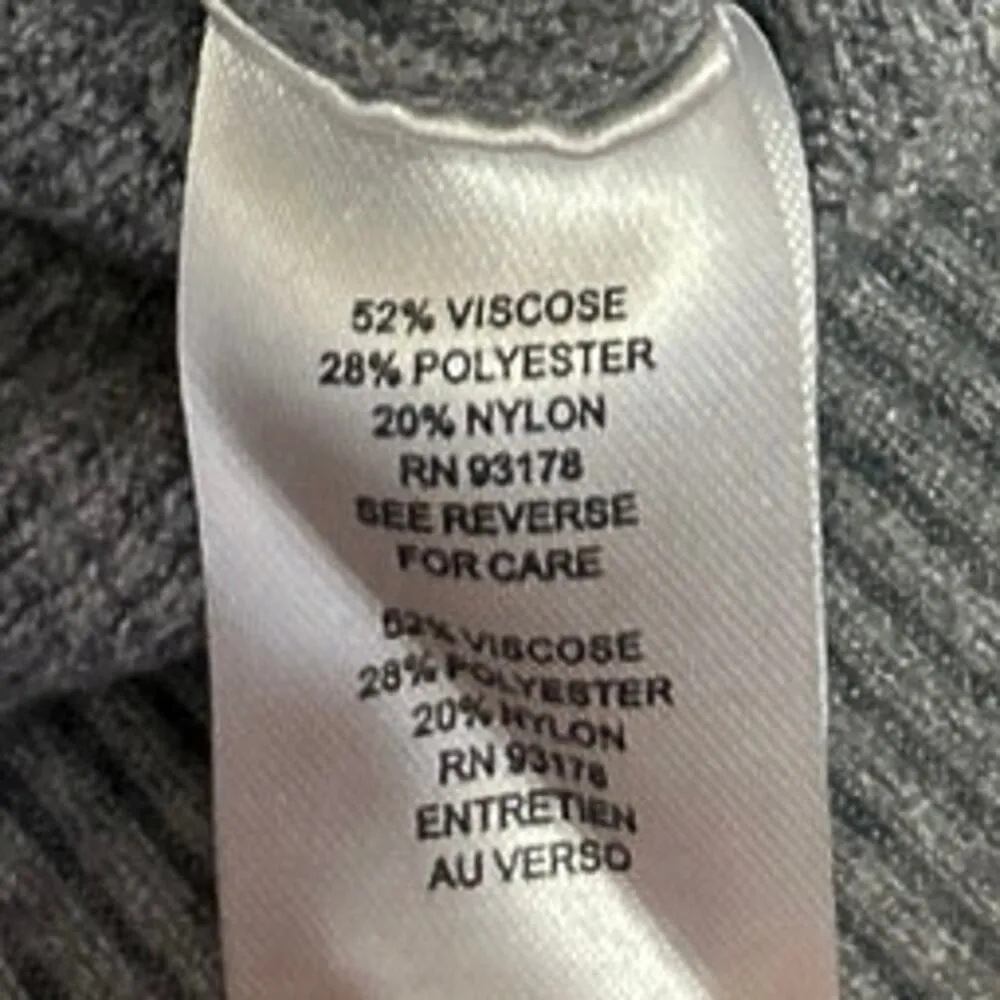 52% VISCOSE
28% POLYESTER
20% NYLON
RN 93178
SEE REVERSE
FOR CARE
52% VISCOSE
28% POLYESTER
20% NYLON
RN 93178
ENTRETIEN
AU VERSO